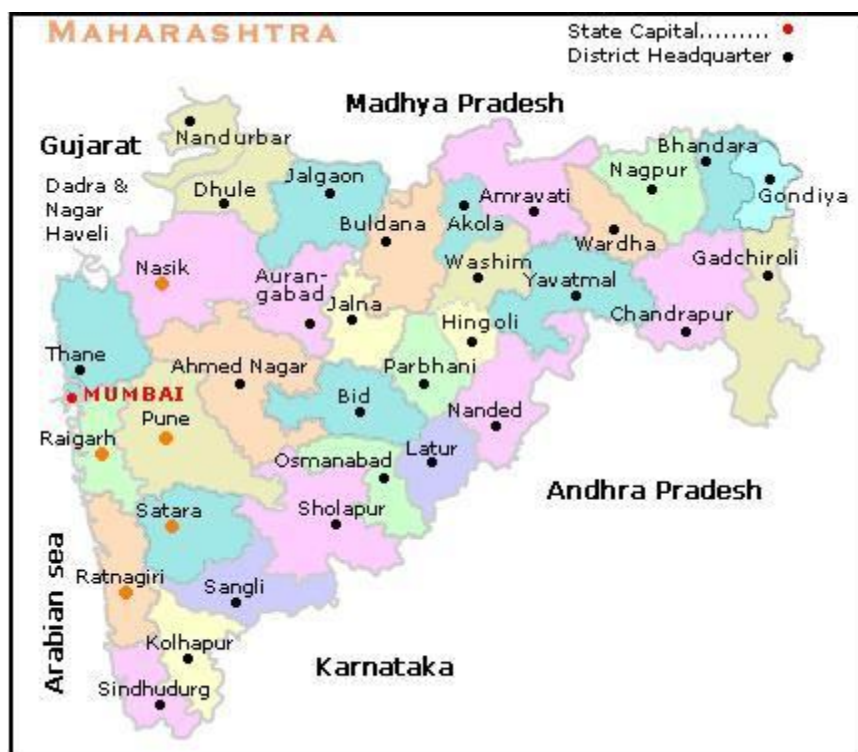 MAHARASHTRA
State Capital.........
District Headquarter
Madhya Pradesh
Gujarat
Dadra &
Nagar
Haveli
Nandurbar
Dhule
Jalgaon
Buldana
Akola
Amravati
Nagpur
Bhandara
Gondiya
Wardha
Nasik
Auran-
gabad
Jalna
Washim
Yavatmal
Gadchiroli
Chandrapur
Hingoli
Thane
Ahmed Nagar
Parbhani
MUMBAI
Bid
Nanded
Raigarh
Pune
Osmanabad
Latur
Andhra Pradesh
Satara
Sholapur
Arabian sea
Ratnagiri
Sangli
Kolhapur
Karnataka
Sindhudurg